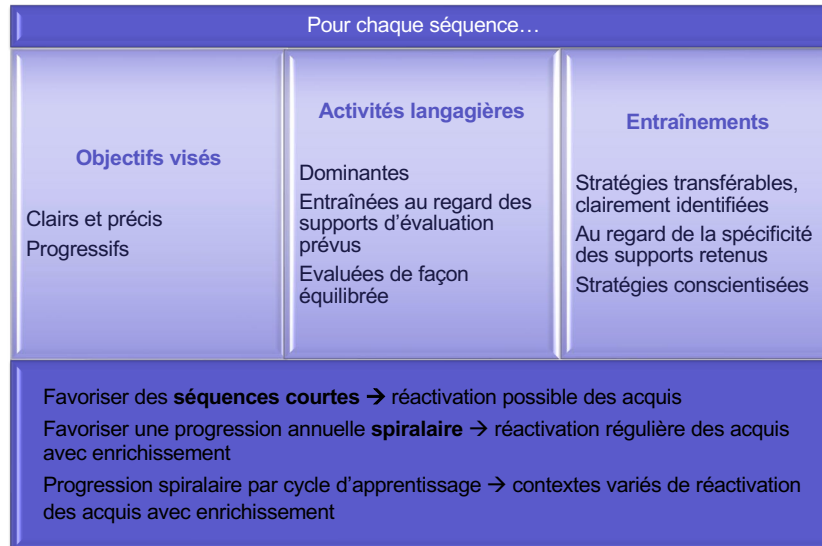 Pour chaque séquence…
Objectifs visés
Clairs et précis
Progressifs
Activités langagières
Dominantes
Entraînées au regard des
supports d’évaluation
prévus
Evaluées de façon
équilibrée
Entraînements
Stratégies transférables,
clairement identifiées
Au regard de la spécificité
des supports retenus
Stratégies conscientisées
Favoriser des séquences courtes → réactivation possible des acquis
Favoriser une progression annuelle spiralaire → réactivation régulière des acquis
avec enrichissement
Progression spiralaire par cycle d’apprentissage → contextes variés de réactivation
des acquis avec enrichissement